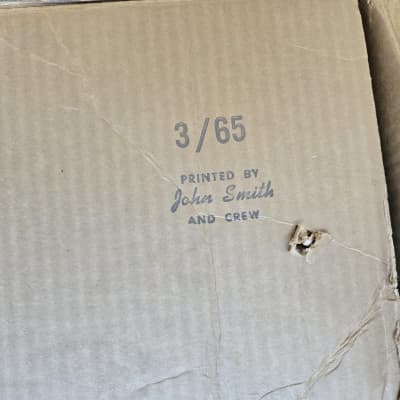 3/65
PRINTED BY
John Smith
AND CREW